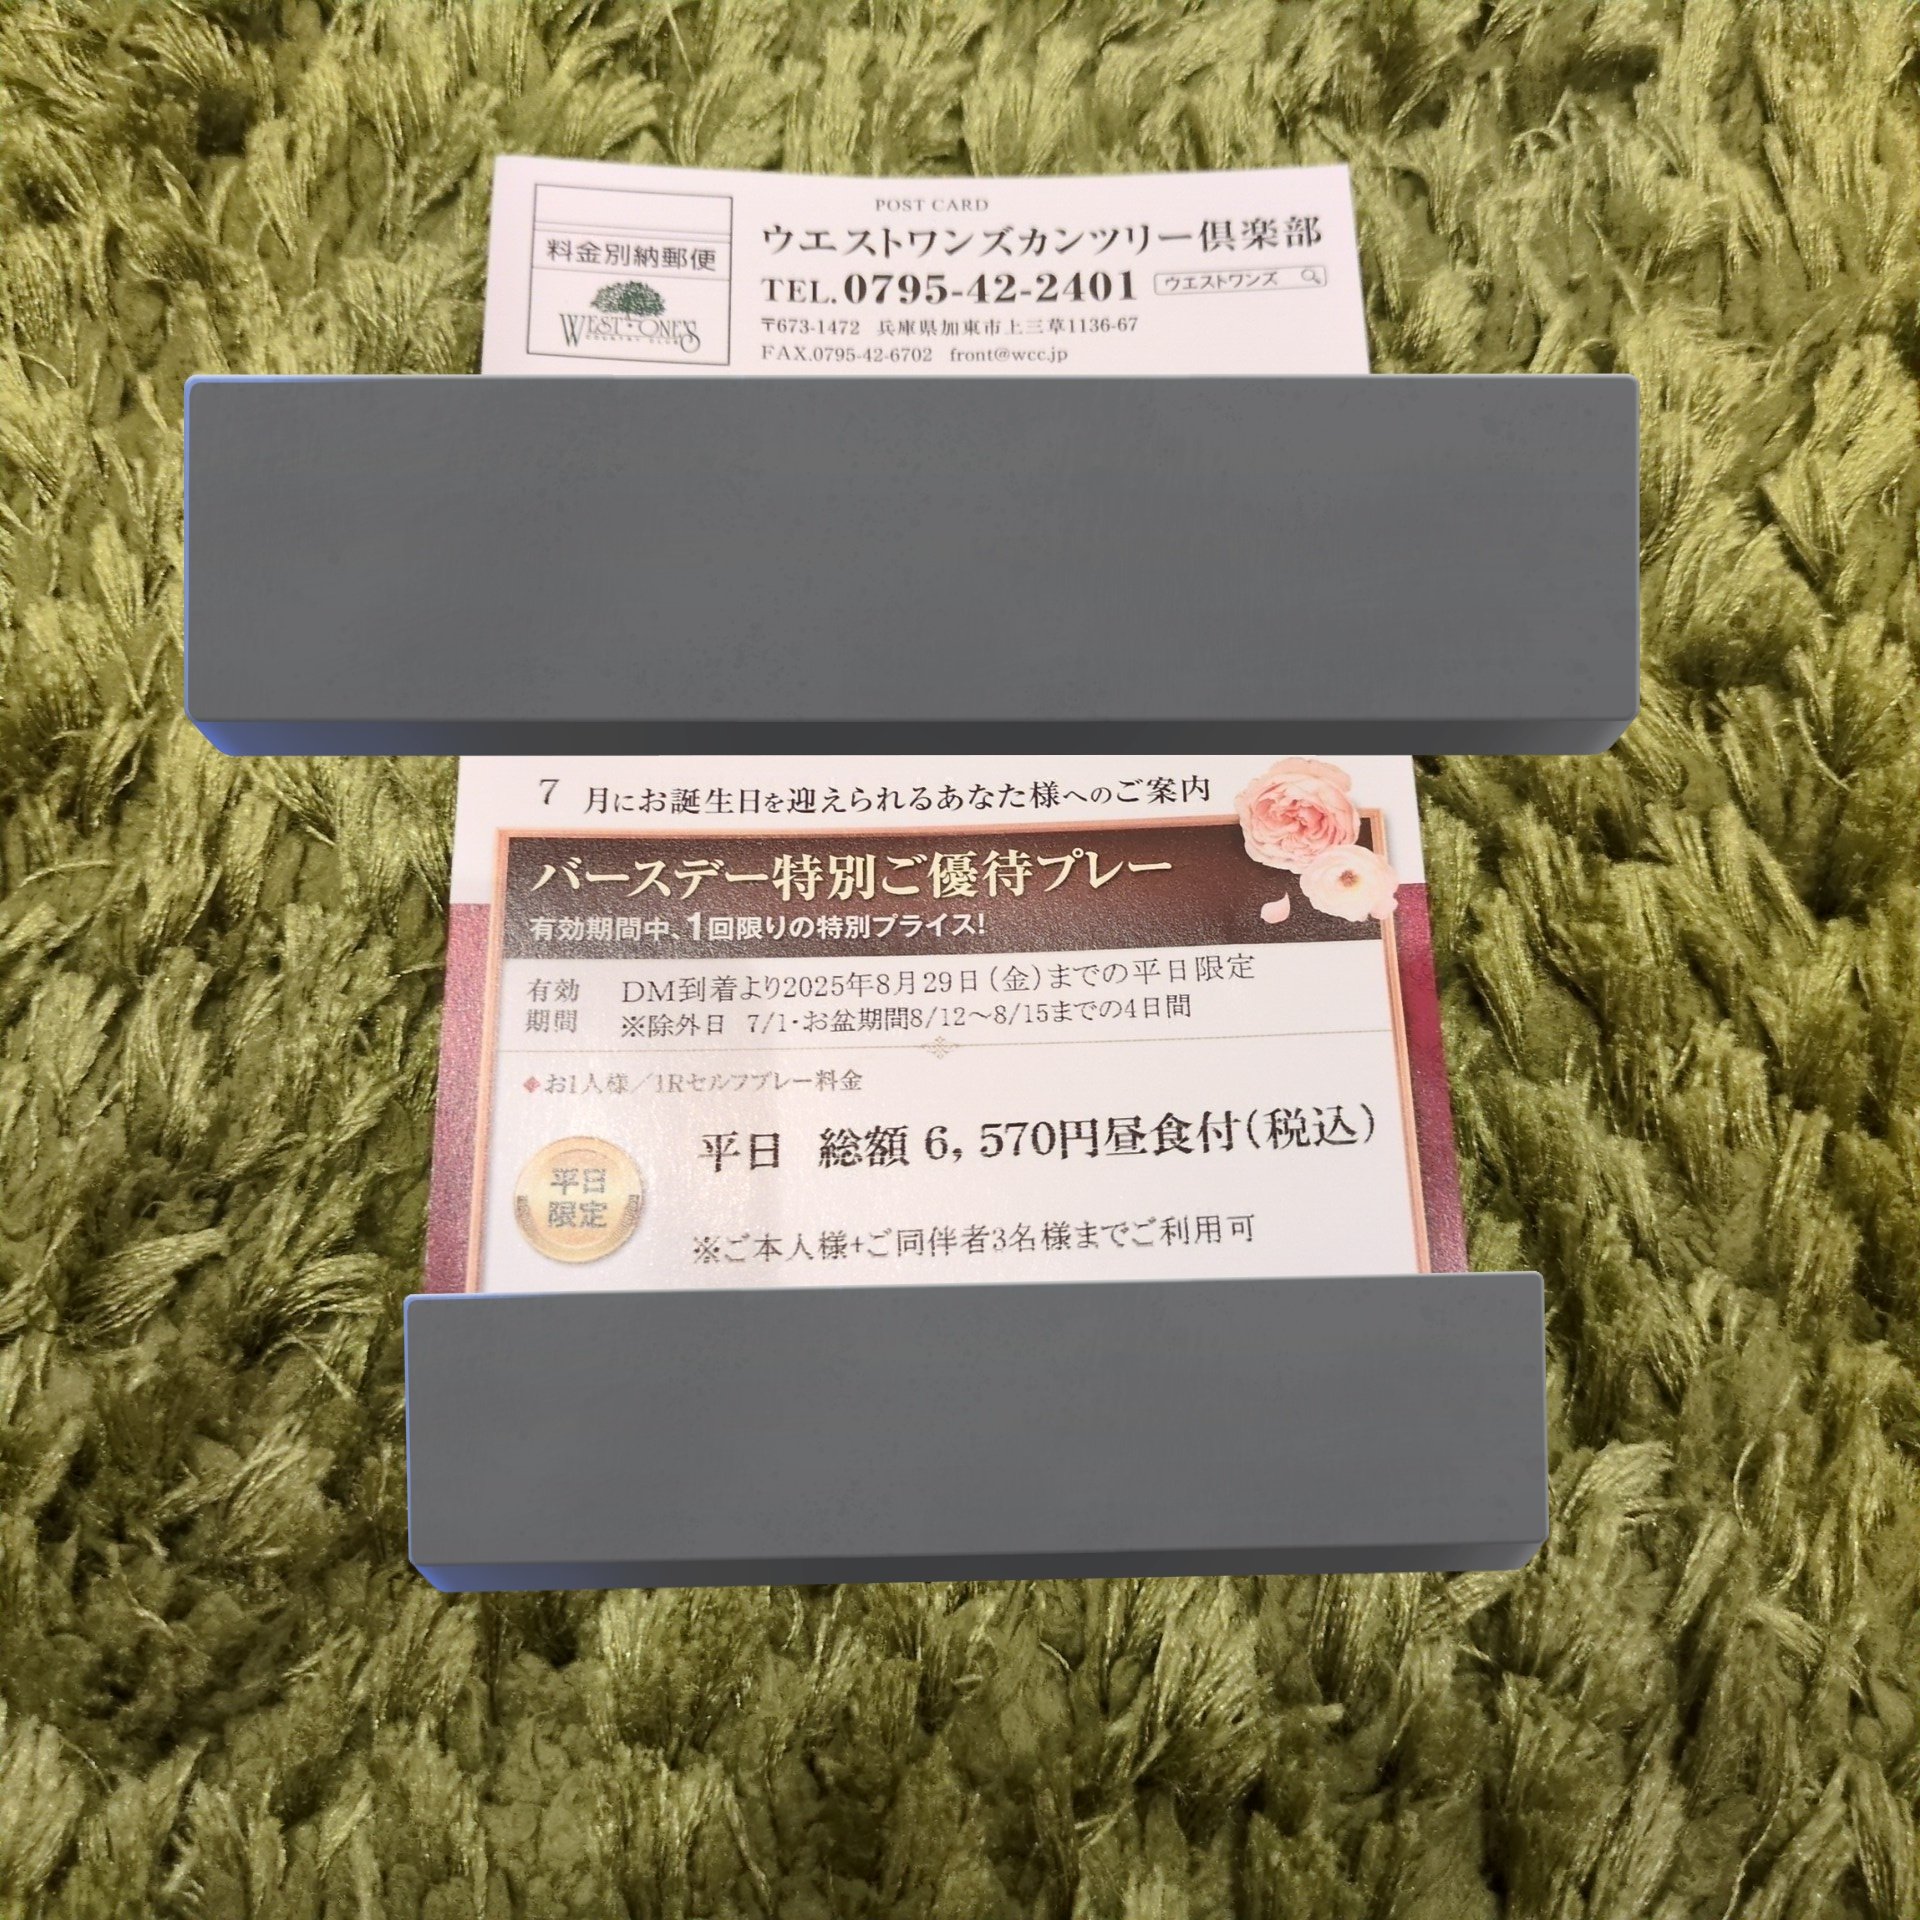 POST CARD
料金別納郵便
WEST・ONE'S
COUNTRY CLUB
ウエストワンズカンツリー倶楽部
TEL.0795-42-2401 ウエストワンズ
〒673-1472 兵庫県加東市上三草1136-67
FAX.0795-42-6702 front@wcc.jp
7 月にお誕生日を迎えられるあなた様へのご案内
バースデー特別ご優待プレー
有効期間中、1回限りの特別プライス!
有効期間 DM到着より2025年8月29日(金)までの平日限定
※除外日 7/1・お盆期間8/12～8/15までの4日間
◆お1人様/1Rセルフプレー料金
平日限定
平日 総額 6,570円昼食付(税込)
※ご本人様+ご同伴者3名様までご利用可